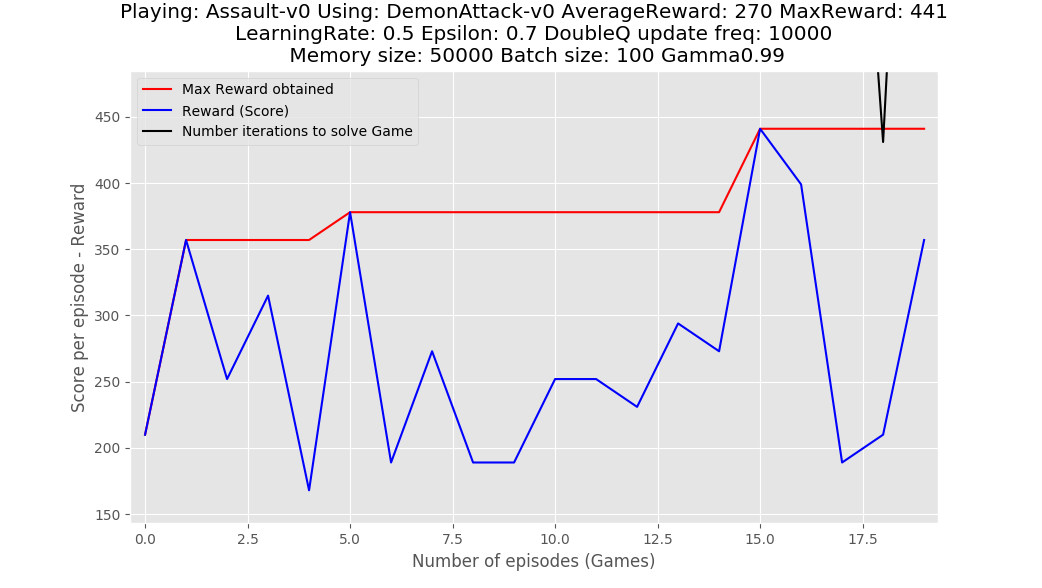 Playing: Assault-v0 Using: DemonAttack-v0 AverageReward: 270 MaxReward: 441
LearningRate: 0.5 Epsilon: 0.7 DoubleQ update freq: 10000
Memory size: 50000 Batch size: 100 Gamma0.99
Max Reward obtained
Reward (Score)
Number iterations to solve Game
Score per episode - Reward
450
400
350
300
250
200
150
0.0 2.5 5.0 7.5 10.0 12.5 15.0 17.5
Number of episodes (Games)